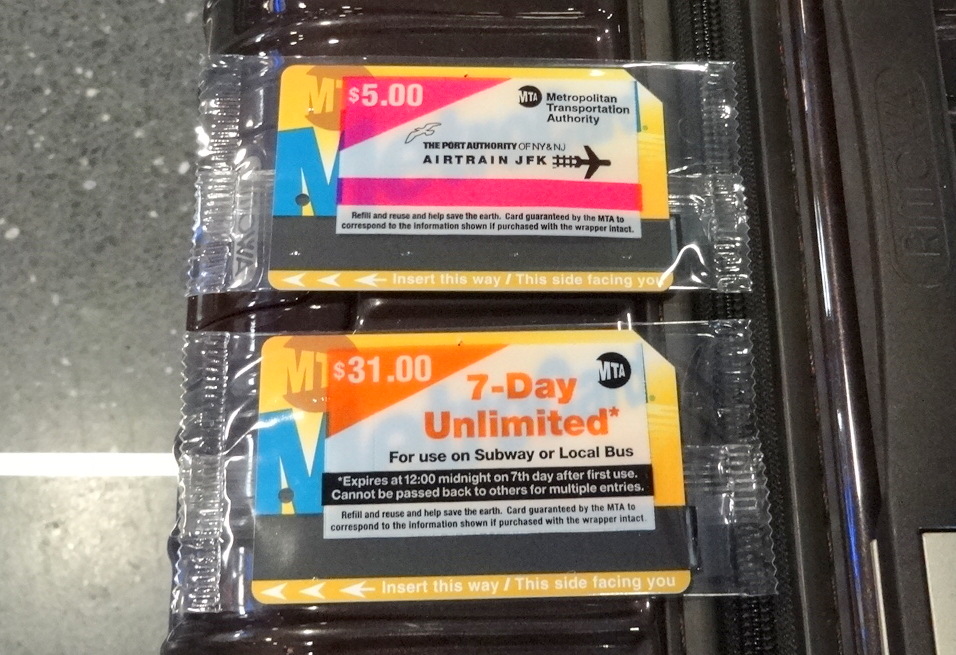 $5.00
MTA Metropolitan
Transportation
Authority
THE PORT AUTHORITY OF NY & NJ
AIRTRAIN JFK
Refill and reuse and help save the earth. Card guaranteed by the MTA to
correspond to the information shown if purchased with the wrapper intact.
Insert this way / This side facing you
$31.00
MTA
7-Day
Unlimited*
For use on Subway or Local Bus
*Expires at 12:00 midnight on 7th day after first use.
Cannot be passed back to others for multiple entries.
Refill and reuse and help save the earth. Card guaranteed by the MTA to
correspond to the information shown if purchased with the wrapper intact.
Insert this way / This side facing you